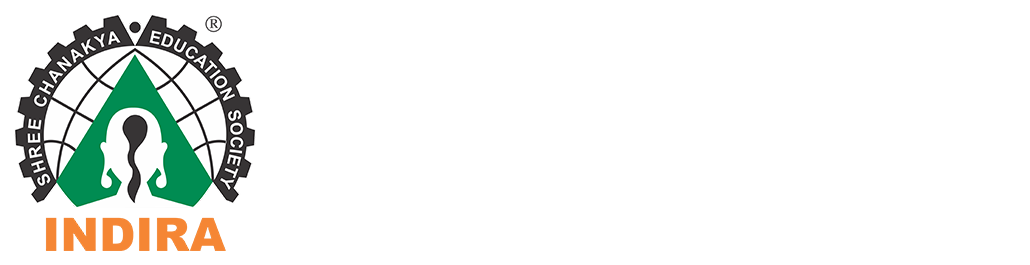 SHREE CHANAKYA EDUCATION SOCIETY
®
INDIRA